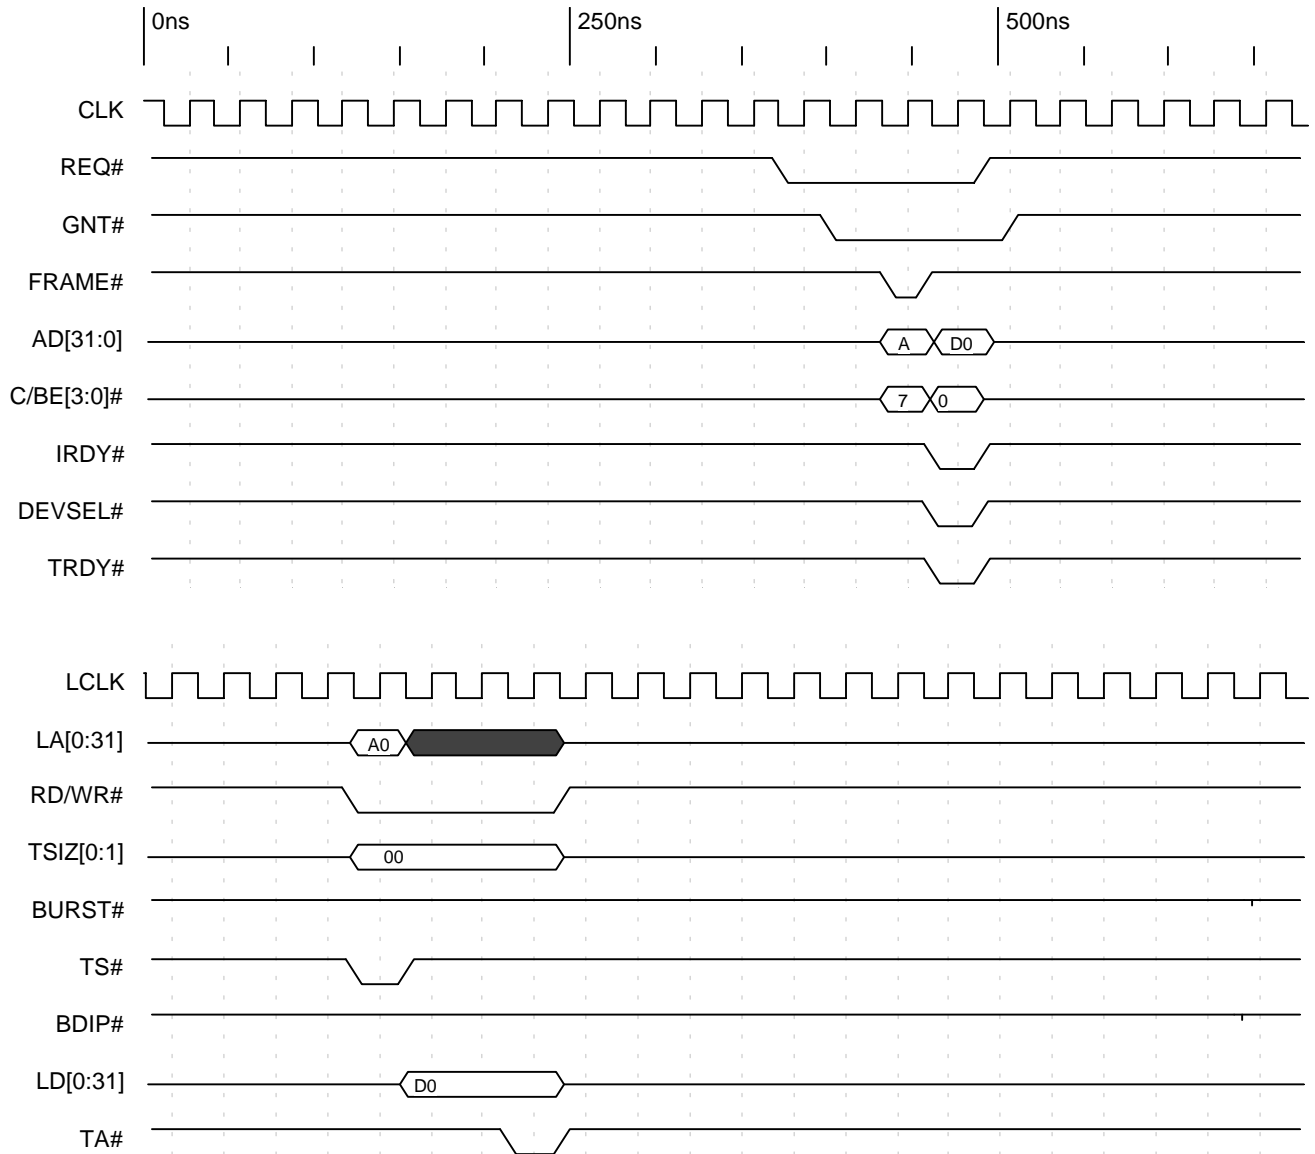 0ns 250ns 500ns
CLK
REQ#
GNT#
FRAME#
AD[31:0] A D0
C/BE[3:0]# 7 0
IRDY#
DEVSEL#
TRDY#
LCLK
LA[0:31] A0
RD/WR#
TSIZ[0:1] 00
BURST#
TS#
BDIP#
LD[0:31] D0
TA#